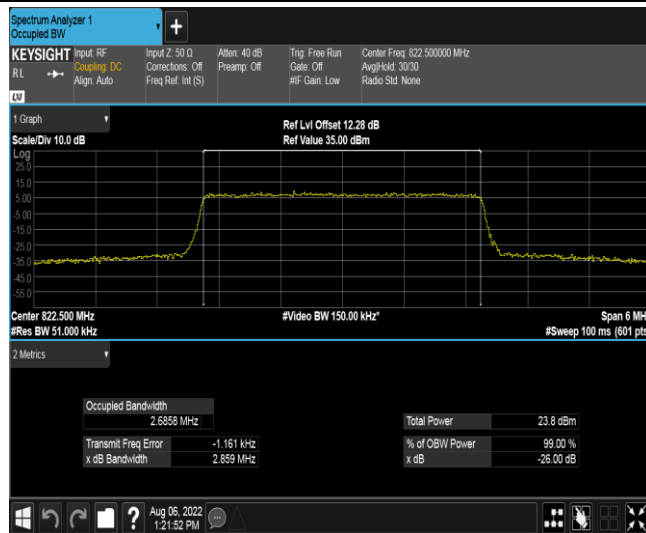 Spectrum Analyzer 1
Occupied BW
+
KEYSIGHT Input: RF Input Z: 50 Ω Atten: 40 dB Trig: Free Run Center Freq: 822.500000 MHz
RL Coupling: DC Corrections: Off Preamp: Off Gate: Off Avg|Hold: 30/30
Align: Auto Freq Ref: Int (S) #IF Gain: Low Radio Std: None
LXI
1 Graph Ref Lvl Offset 12.28 dB
Scale/Div 10.0 dB Ref Value 35.00 dBm
Log
25.0
15.0
5.00
-5.00
-15.0
-25.0
-35.0
-45.0
-55.0
Center 822.500 MHz #Video BW 150.00 kHz* Span 6 MH
#Res BW 51.000 kHz #Sweep 100 ms (601 pts
2 Metrics
Occupied Bandwidth
2.6858 MHz Total Power 23.8 dBm
Transmit Freq Error -1.161 kHz % of OBW Power 99.00 %
x dB Bandwidth 2.859 MHz x dB -26.00 dB
? Aug 06, 2022
1:21:52 PM